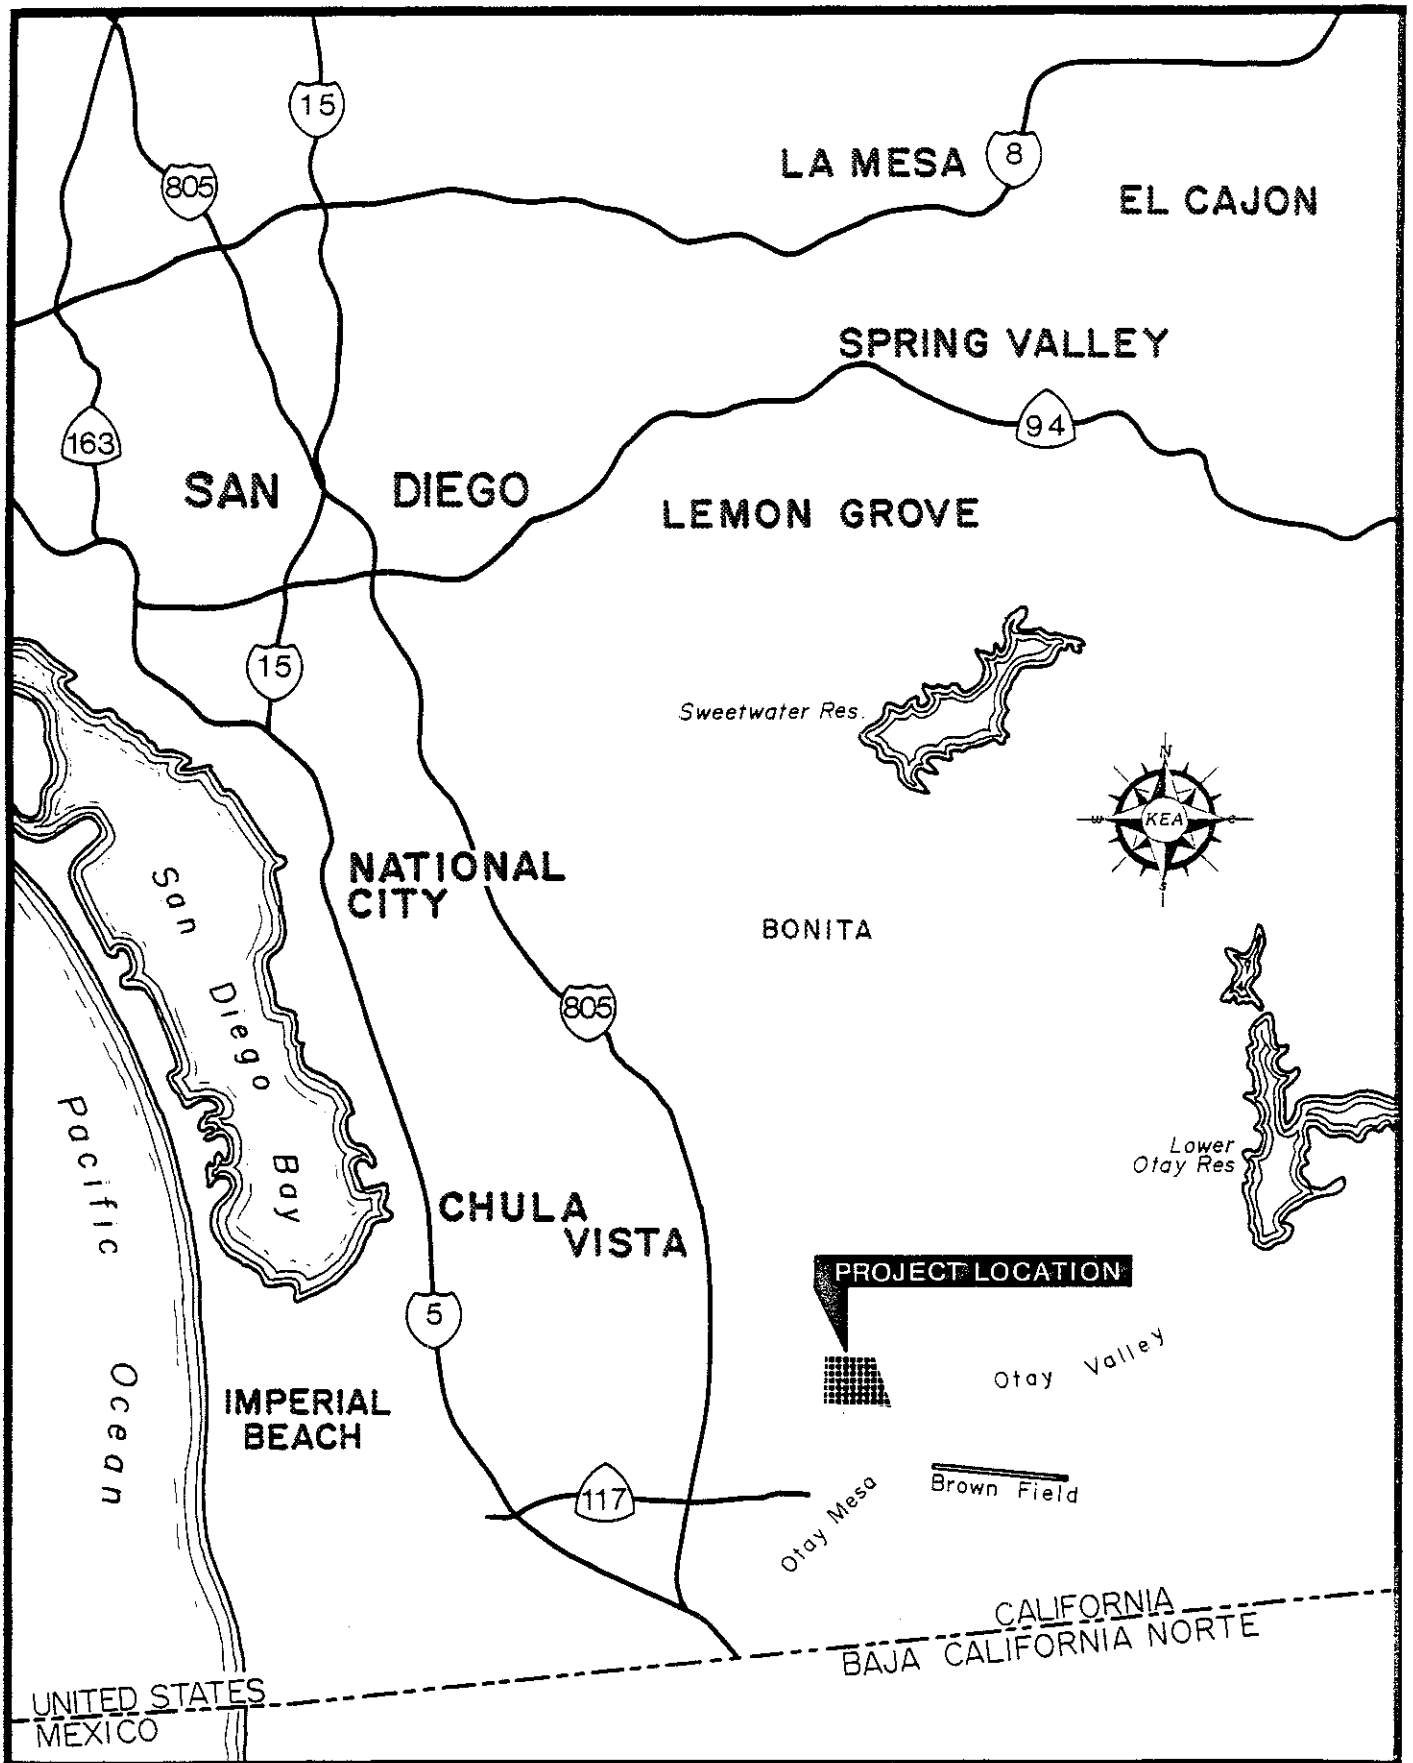 15
LA MESA
8
805
EL CAJON
SPRING VALLEY
94
163
SAN DIEGO
LEMON GROVE
15
Sweetwater Res.
N
W
KEA
E
S
NATIONAL
CITY
San Diego Bay
BONITA
805
Pacific Ocean
Lower
Otay Res
CHULA
VISTA
PROJECT LOCATION
5
Otay Valley
IMPERIAL
BEACH
117
Otay Mesa
Brown Field
CALIFORNIA
BAJA CALIFORNIA NORTE
UNITED STATES
MEXICO